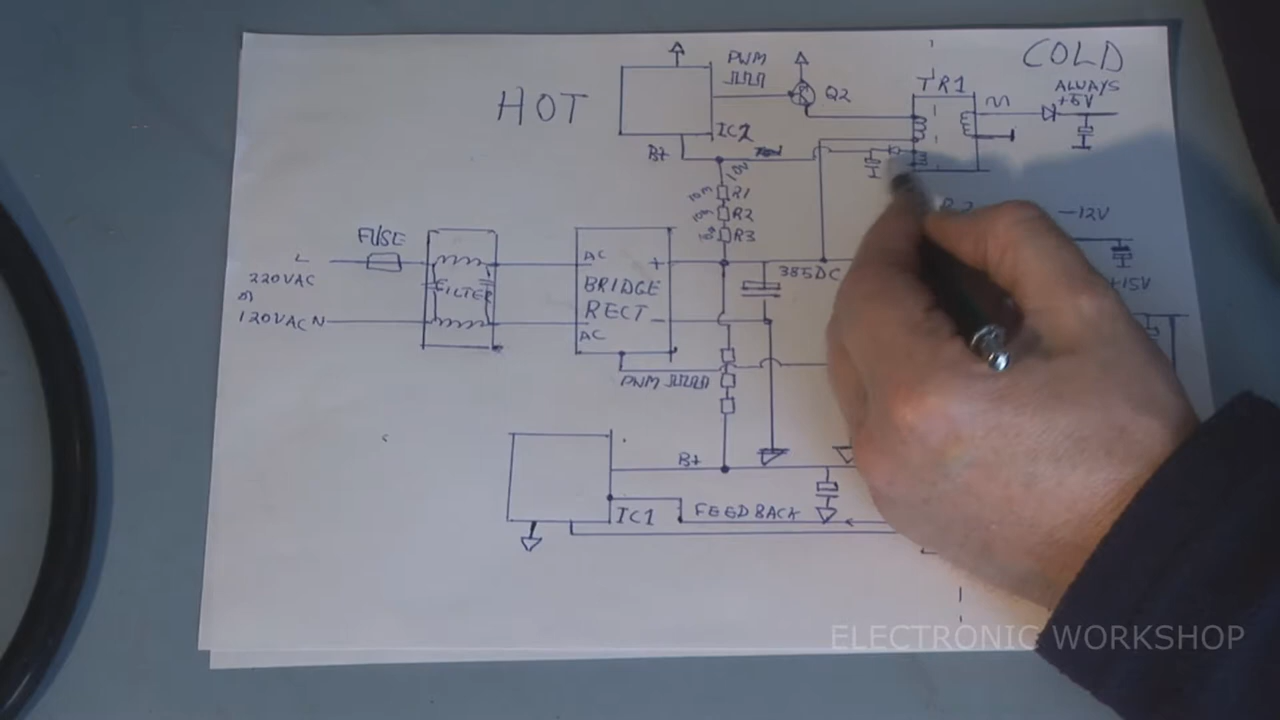 HOT
COLD
PWM
Q2
TR1
ALWAYS
+5V
IC2
B+
R1
R2
R3
-12V
FUSE
L
220VAC
120VAC N
FILTER
AC
+
BRIDGE
RECT
-
AC
385DC
+15V
PWM
B+
IC1
FEEDBACK
ELECTRONIC WORKSHOP